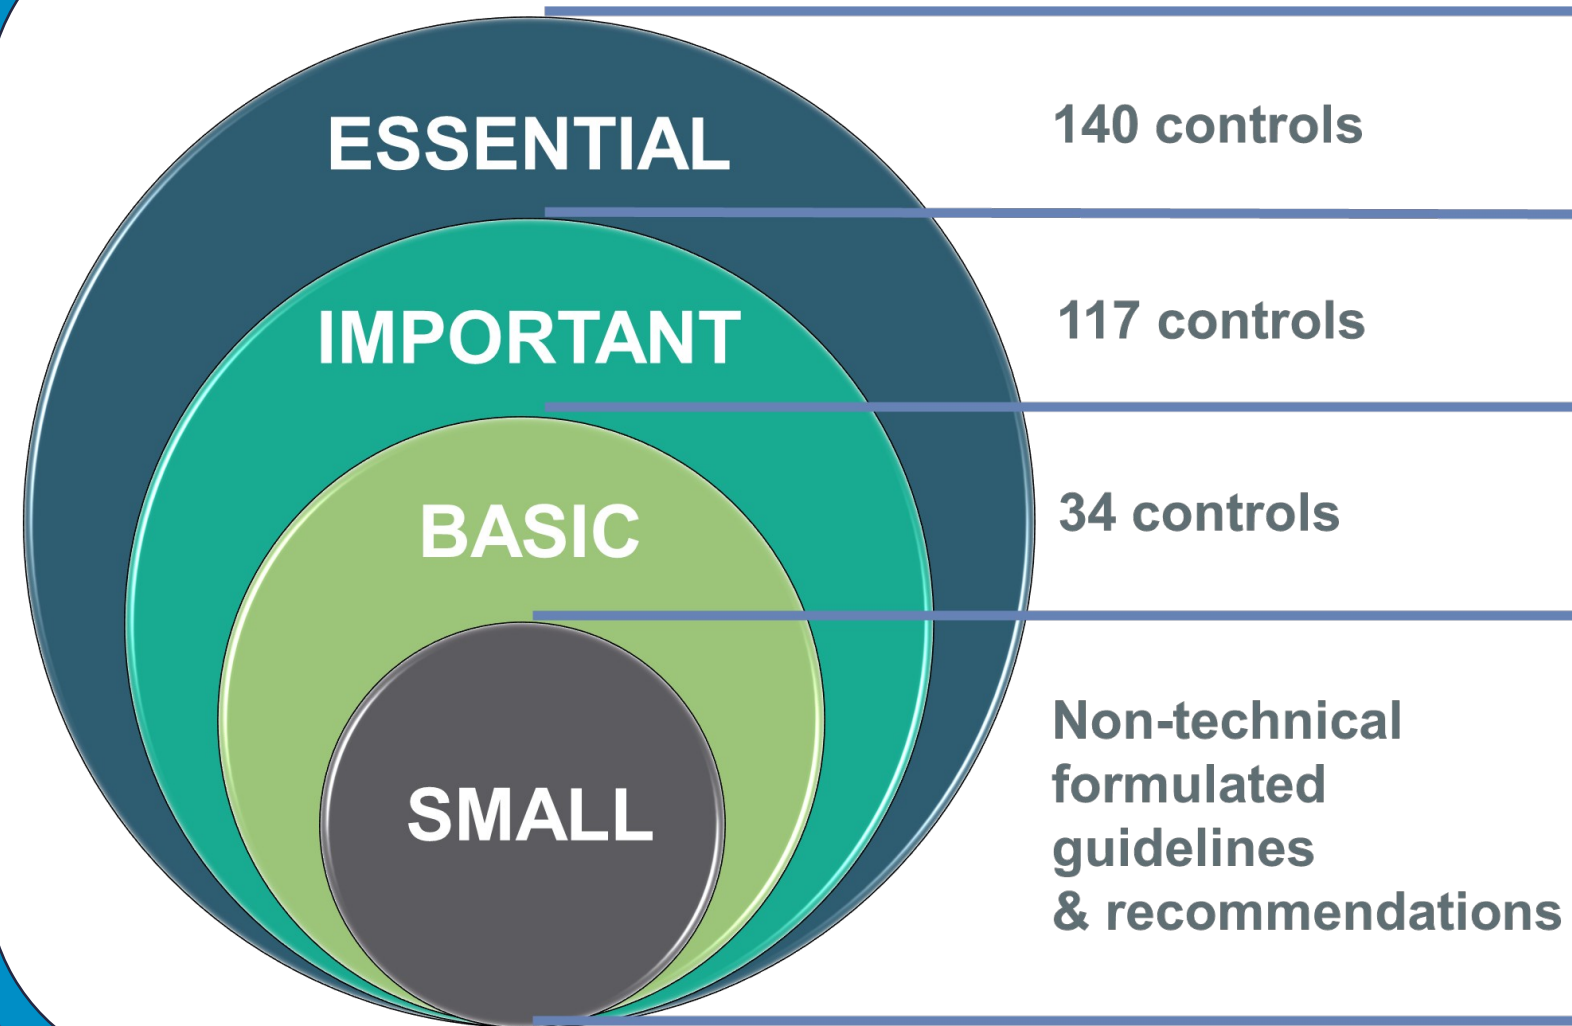 ESSENTIAL
140 controls
IMPORTANT
117 controls
BASIC
34 controls
SMALL
Non-technical
formulated
guidelines
& recommendations